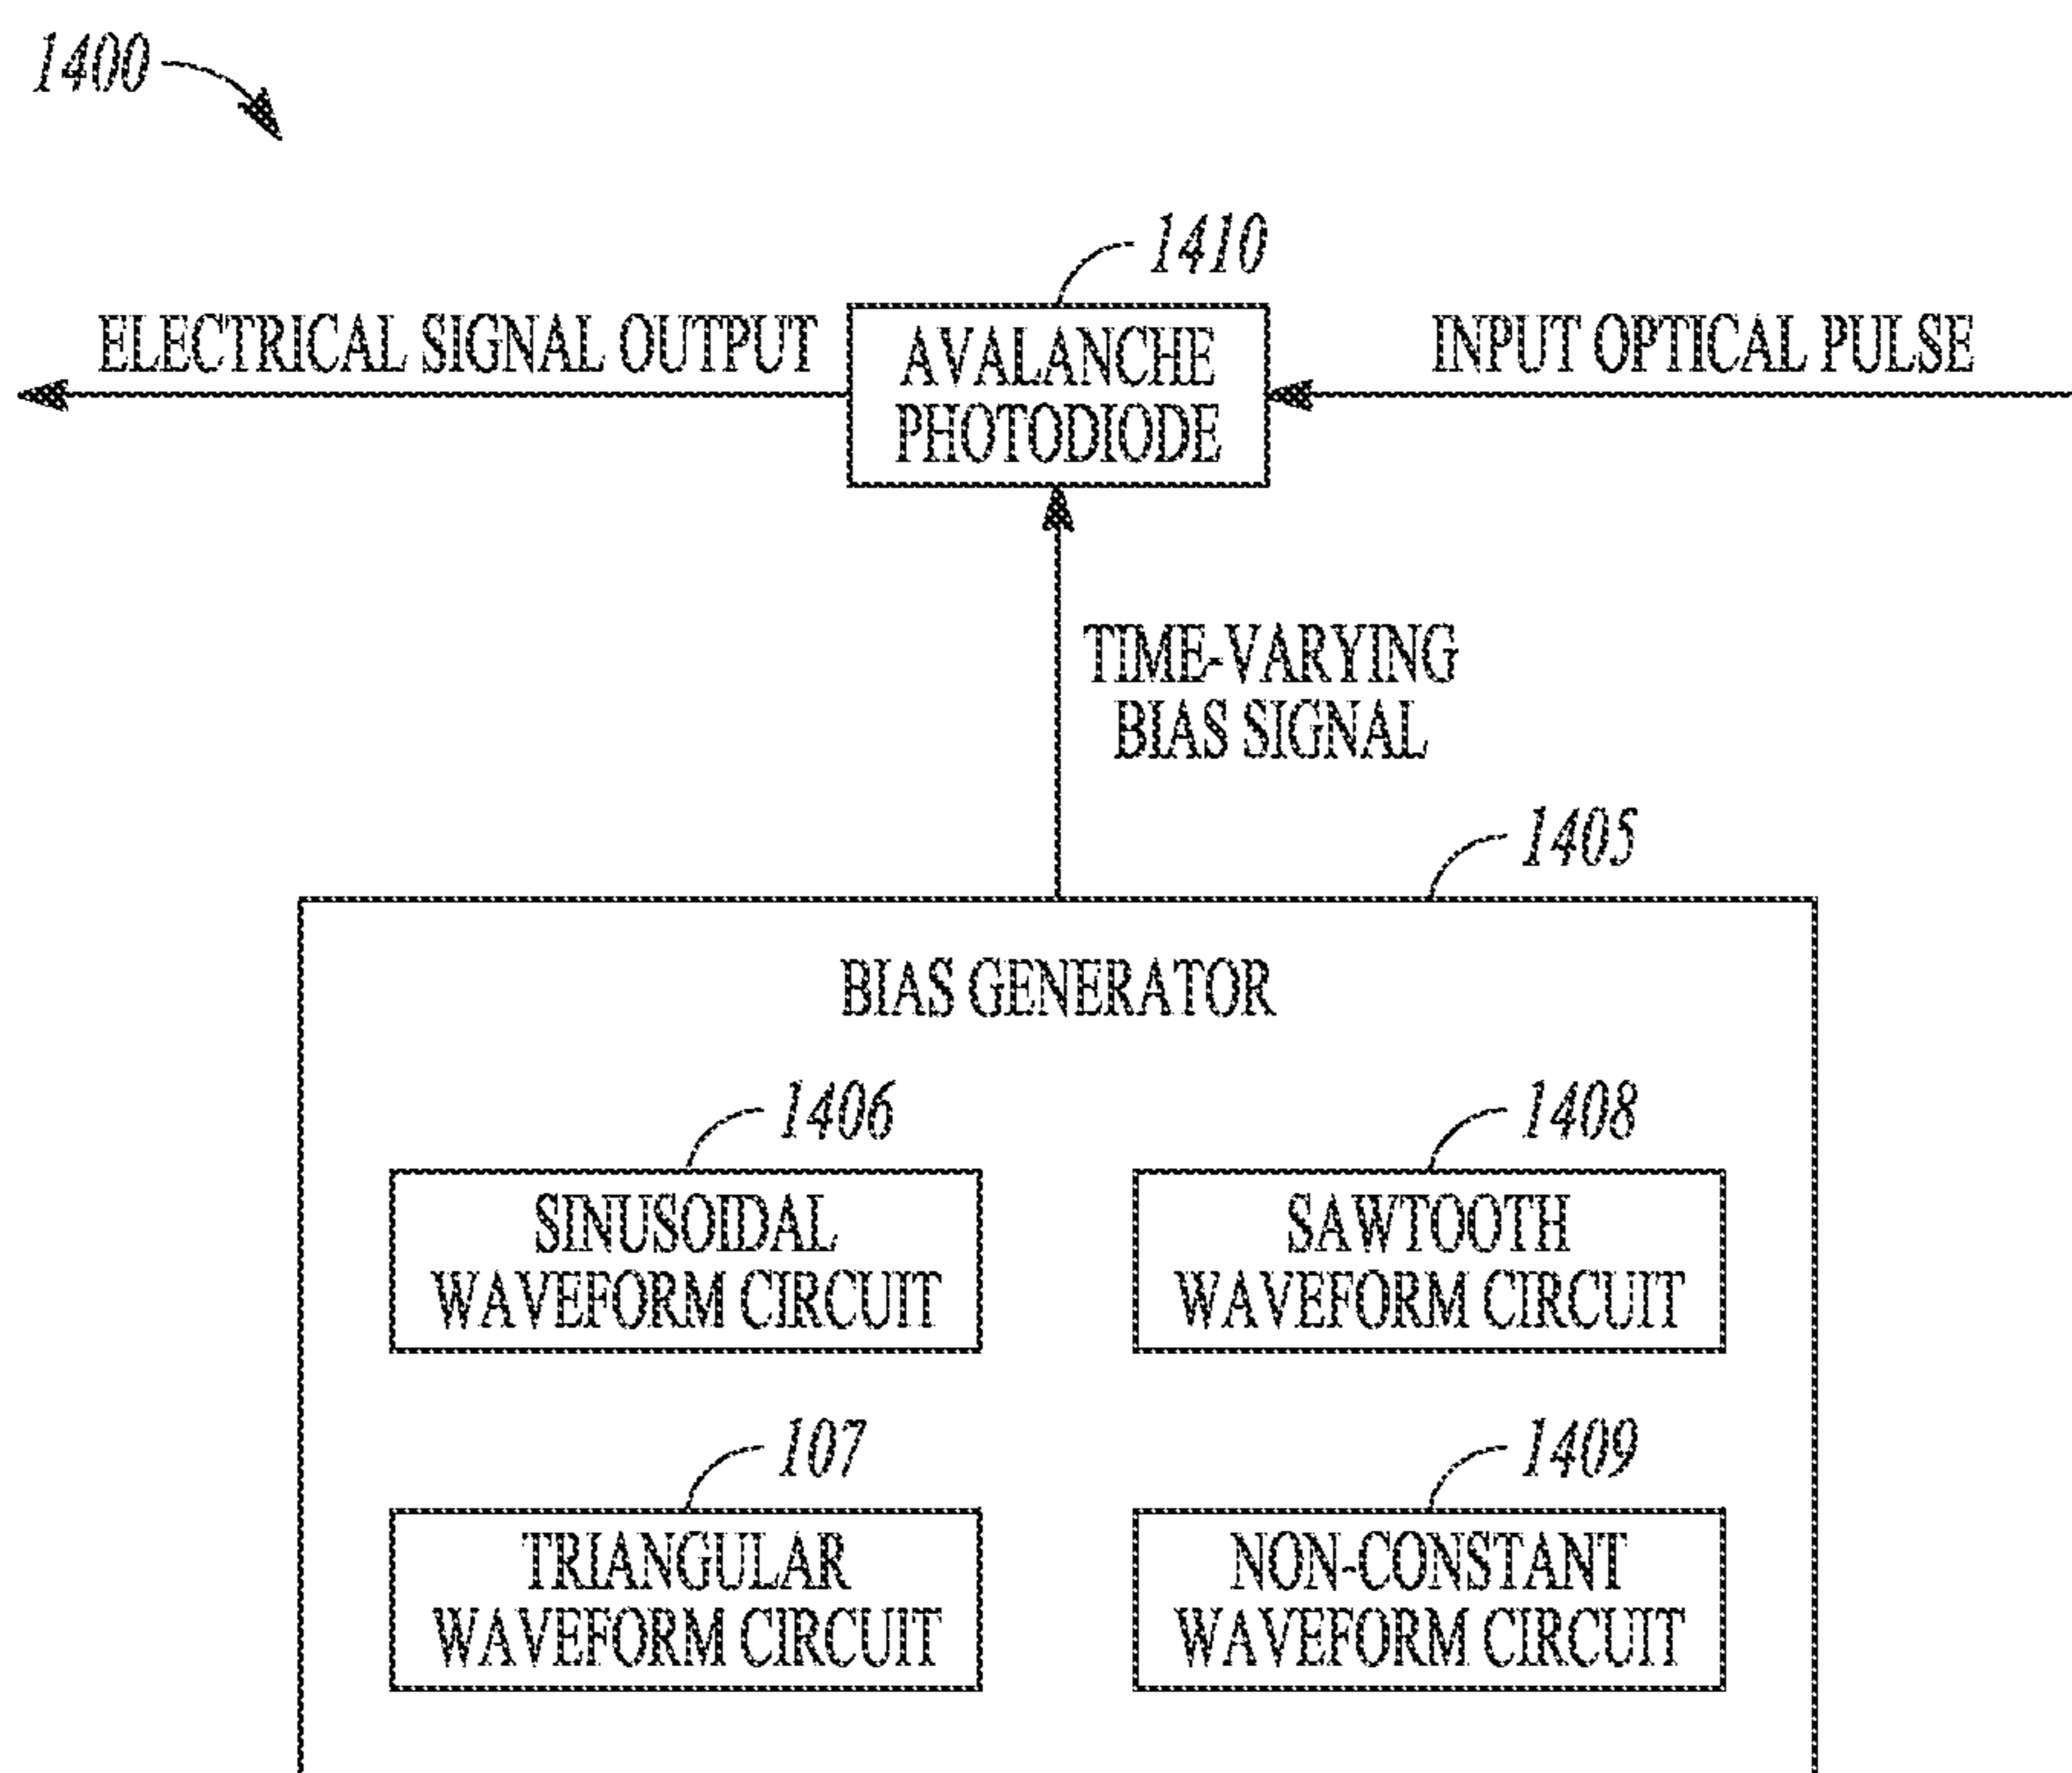 1400
1410
ELECTRICAL SIGNAL OUTPUT
AVALANCHE
PHOTODIODE
INPUT OPTICAL PULSE
TIME-VARYING
BIAS SIGNAL
1405
BIAS GENERATOR
1406
SINUSOIDAL
WAVEFORM CIRCUIT
1408
SAWTOOTH
WAVEFORM CIRCUIT
107
TRIANGULAR
WAVEFORM CIRCUIT
1409
NON-CONSTANT
WAVEFORM CIRCUIT